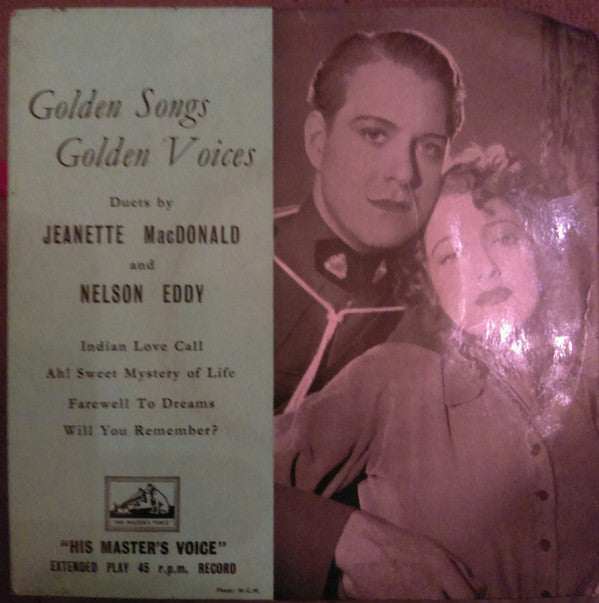 Golden Songs
Golden Voices
Duets by
JEANETTE MacDONALD
and
NELSON EDDY
Indian Love Call
Ah! Sweet Mystery of Life
Farewell To Dreams
Will You Remember?
"HIS MASTER'S VOICE"
"HIS MASTER'S VOICE"
EXTENDED PLAY 45 r.p.m. RECORD
Photo: M.G.M.